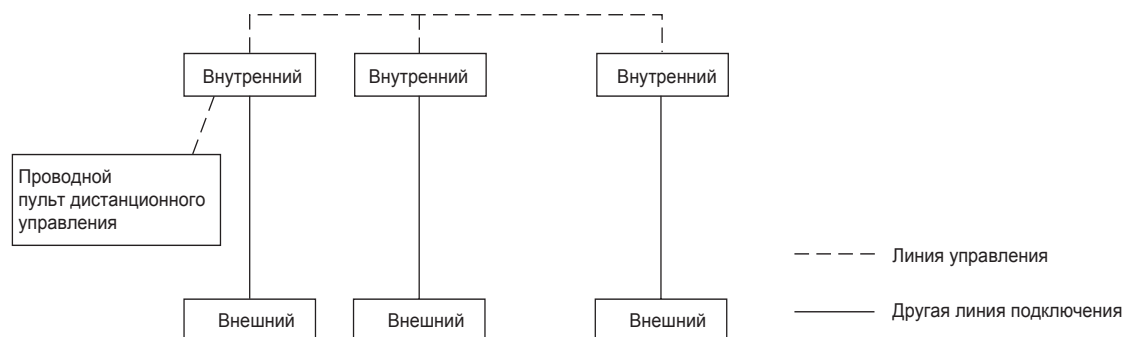 Внутренний Внутренний Внутренний
Проводной
пульт дистанционного
управления
Линия управления
Внешний Внешний Внешний
Другая линия подключения